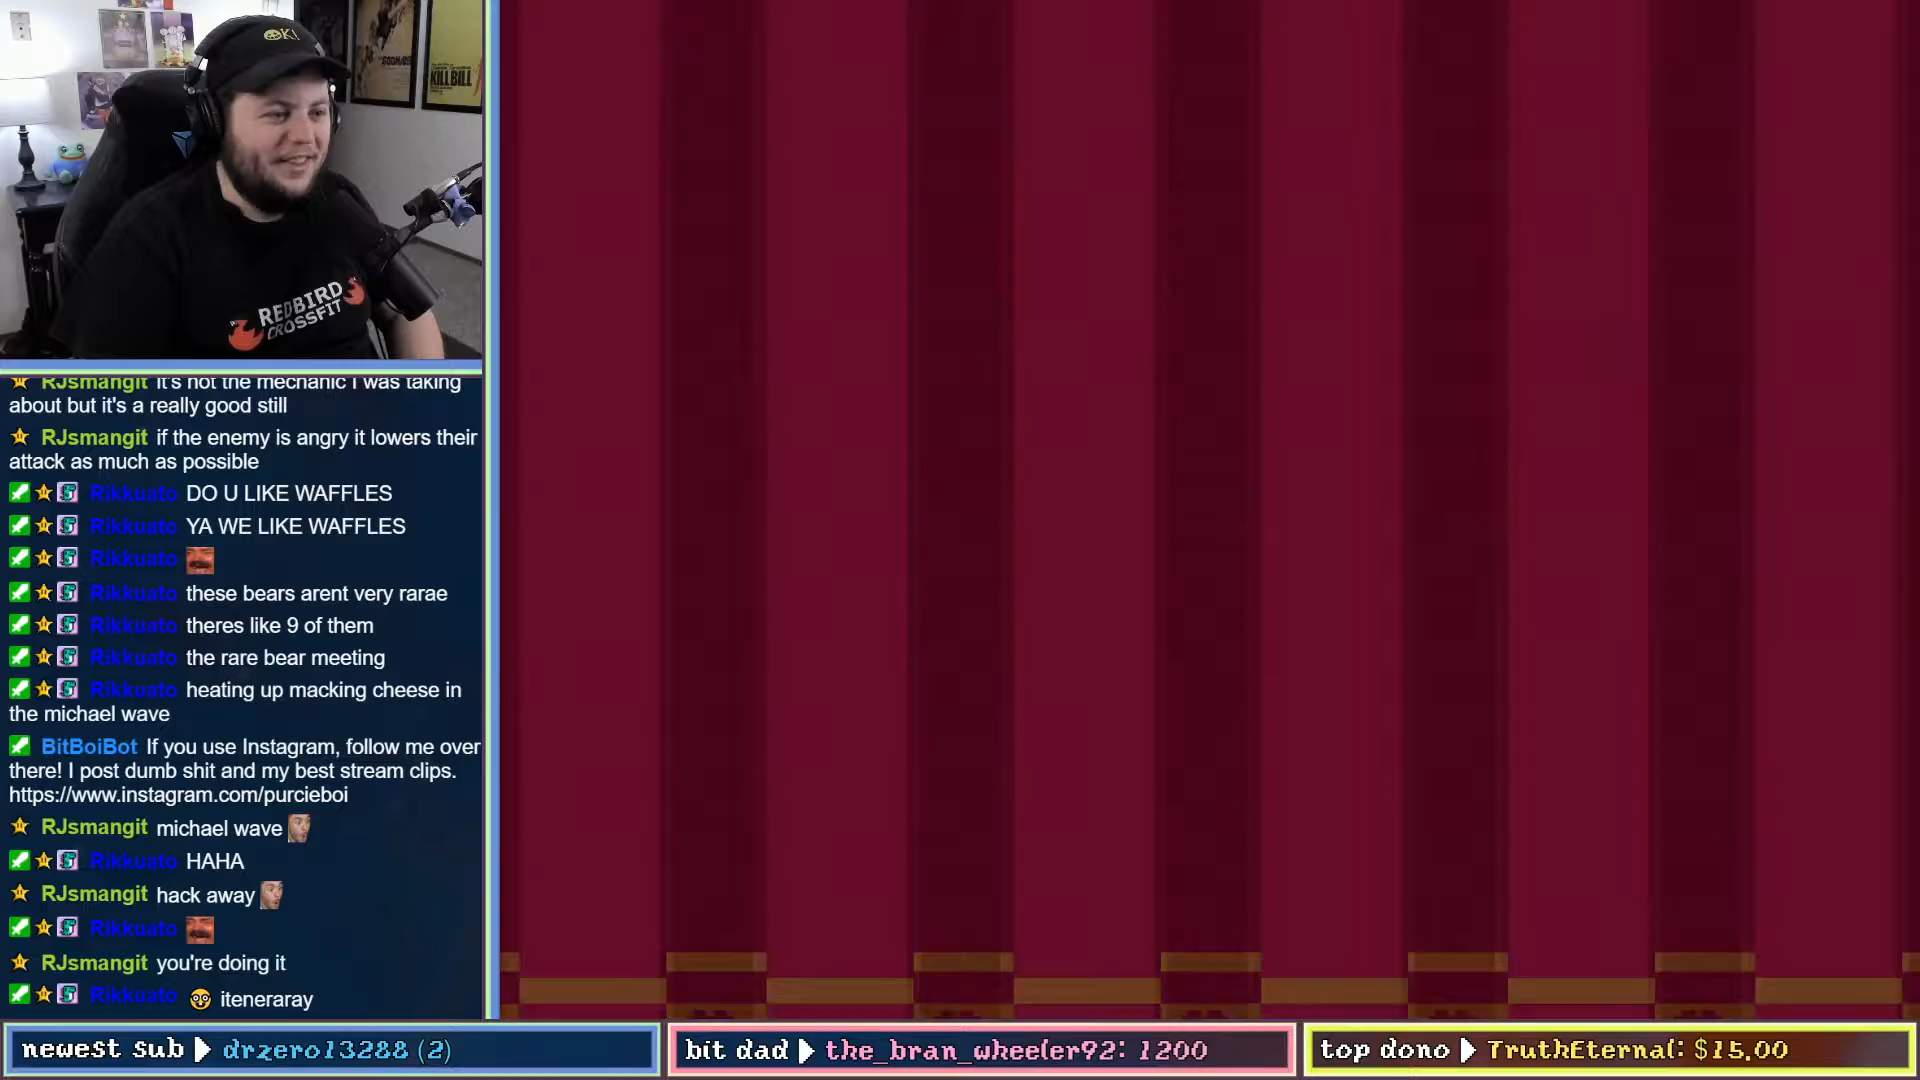 OK!
KILL BILL
REDBIRD
CROSSFIT
RJsmangit it's not the mechanic I was taking
about but it's a really good still
RJsmangit if the enemy is angry it lowers their
attack as much as possible
Rikkuato DO U LIKE WAFFLES
Rikkuato YA WE LIKE WAFFLES
Rikkuato
Rikkuato these bears arent very rarae
Rikkuato theres like 9 of them
Rikkuato the rare bear meeting
Rikkuato heating up macking cheese in
the michael wave
BitBoiBot If you use Instagram, follow me over
there! I post dumb shit and my best stream clips.
https://www.instagram.com/purcieboi
RJsmangit michael wave
Rikkuato HAHA
RJsmangit hack away
Rikkuato
RJsmangit you're doing it
Rikkuato iteneraray
newest sub drzero13288 (2)
bit dad the_bran_wheeler92: 1200
top dono TruthEternal: $15.00